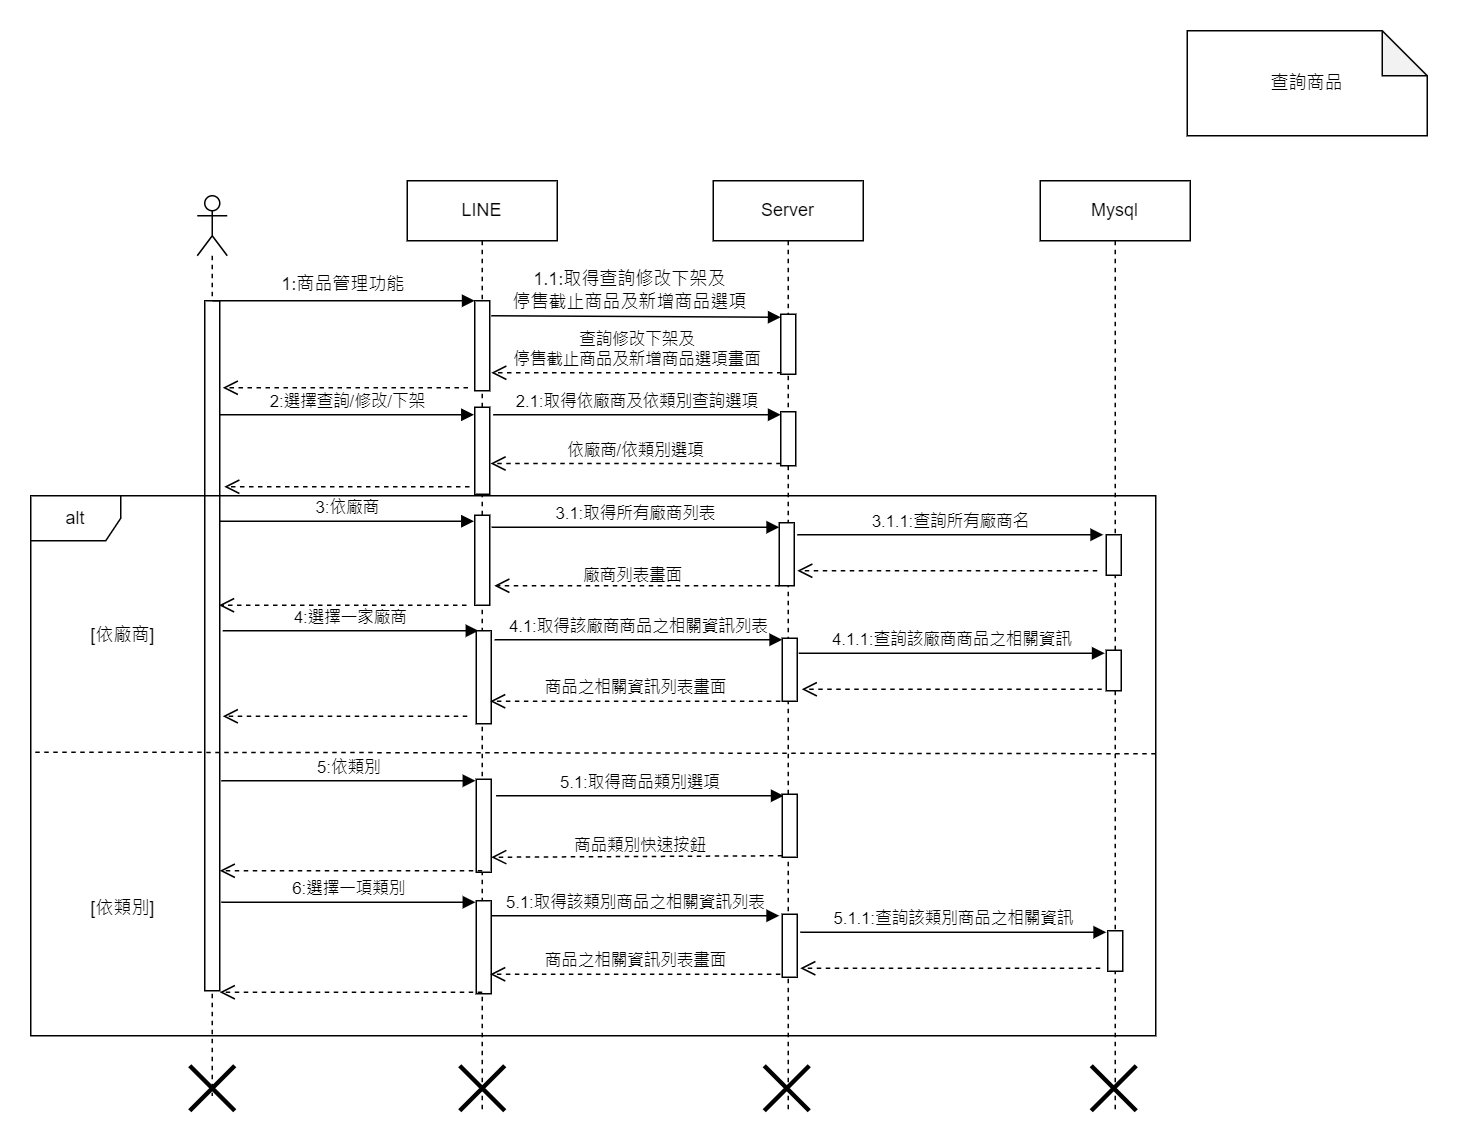 查詢商品
LINE
Server
Mysql
1:商品管理功能
1.1:取得查詢修改下架及
停售截止商品及新增商品選項
查詢修改下架及
停售截止商品及新增商品選項畫面
2:選擇查詢/修改/下架
2.1:取得依廠商及依類別查詢選項
依廠商/依類別選項
alt
3:依廠商
3.1:取得所有廠商列表
3.1.1:查詢所有廠商名
廠商列表畫面
[依廠商]
4:選擇一家廠商
4.1:取得該廠商商品之相關資訊列表
4.1.1:查詢該廠商商品之相關資訊
商品之相關資訊列表畫面
5:依類別
5.1:取得商品類別選項
商品類別快速按鈕
[依類別]
6:選擇一項類別
5.1:取得該類別商品之相關資訊列表
5.1.1:查詢該類別商品之相關資訊
商品之相關資訊列表畫面